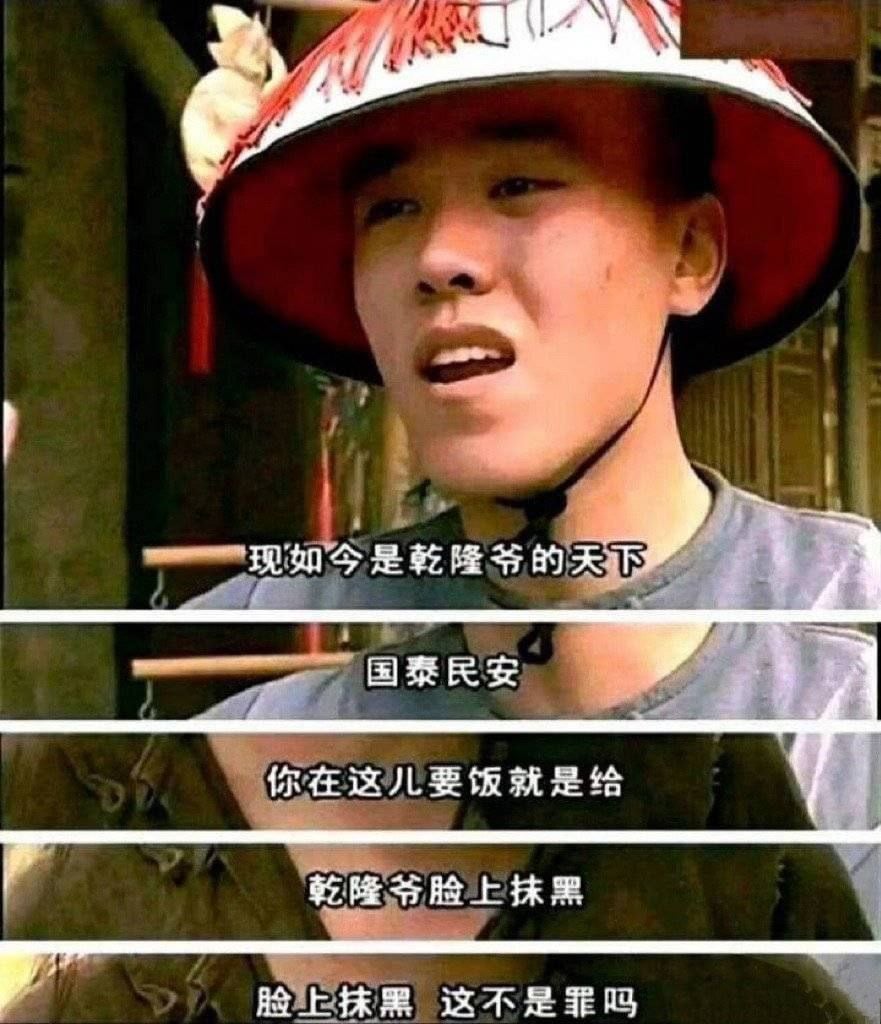 现如今是乾隆爷的天下
国泰民安
你在这儿要饭就是给
乾隆爷脸上抹黑
脸上抹黑 这不是罪吗